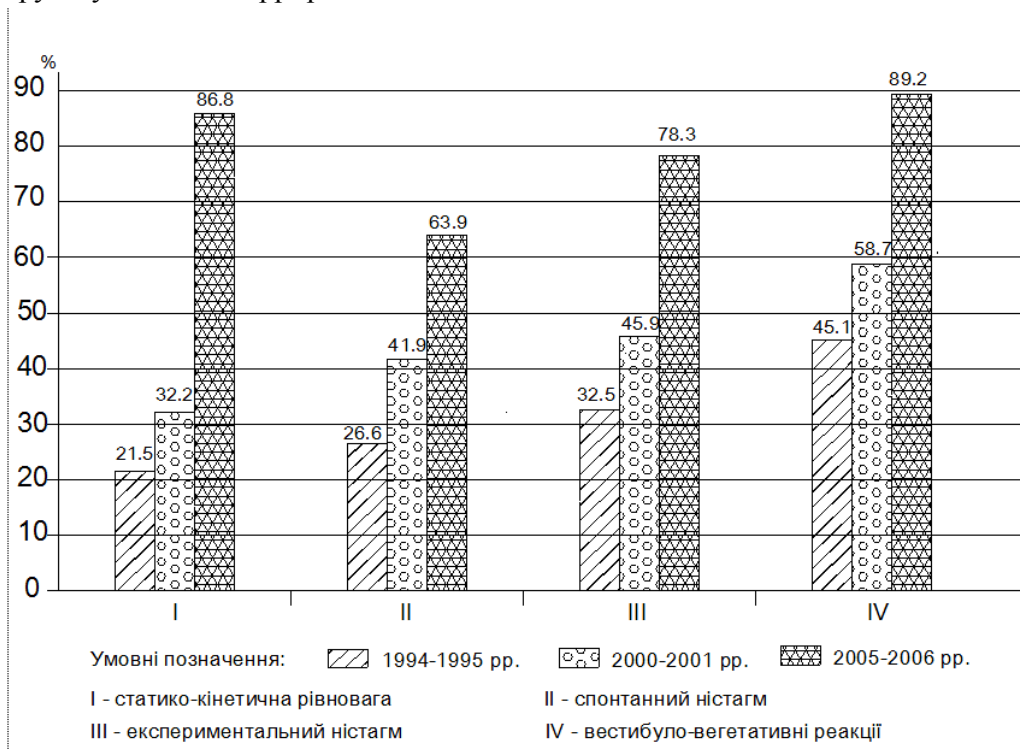 %
90
80
70
60
50
40
30
20
10
0
21.5 32.2 86.8
26.6 41.9 63.9
32.5 45.9 78.3
45.1 58.7 89.2
I II III IV
Умовні позначення: 1994-1995 рр. 2000-2001 рр. 2005-2006 рр.
І - статико-кінетична рівновага ІІ - спонтанний ністагм
ІІІ - експериментальний ністагм IV - вестибуло-вегетативні реакції